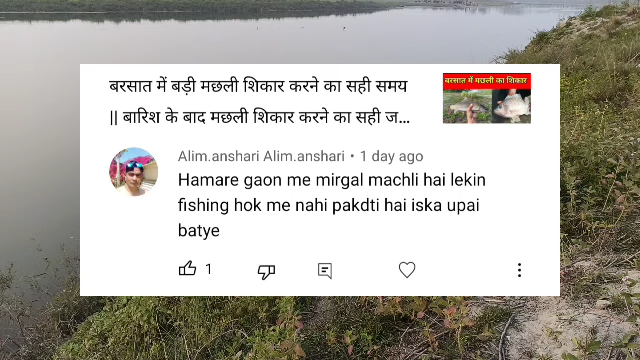 बरसात में बड़ी मछली शिकार करने का सही समय
|| बारिश के बाद मछली शिकार करने का सही ज...
बरसात में मछली का शिकार
Alim.anshari Alim.anshari • 1 day ago
Hamare gaon me mirgal machli hai lekin
fishing hok me nahi pakdti hai iska upai
batye
1